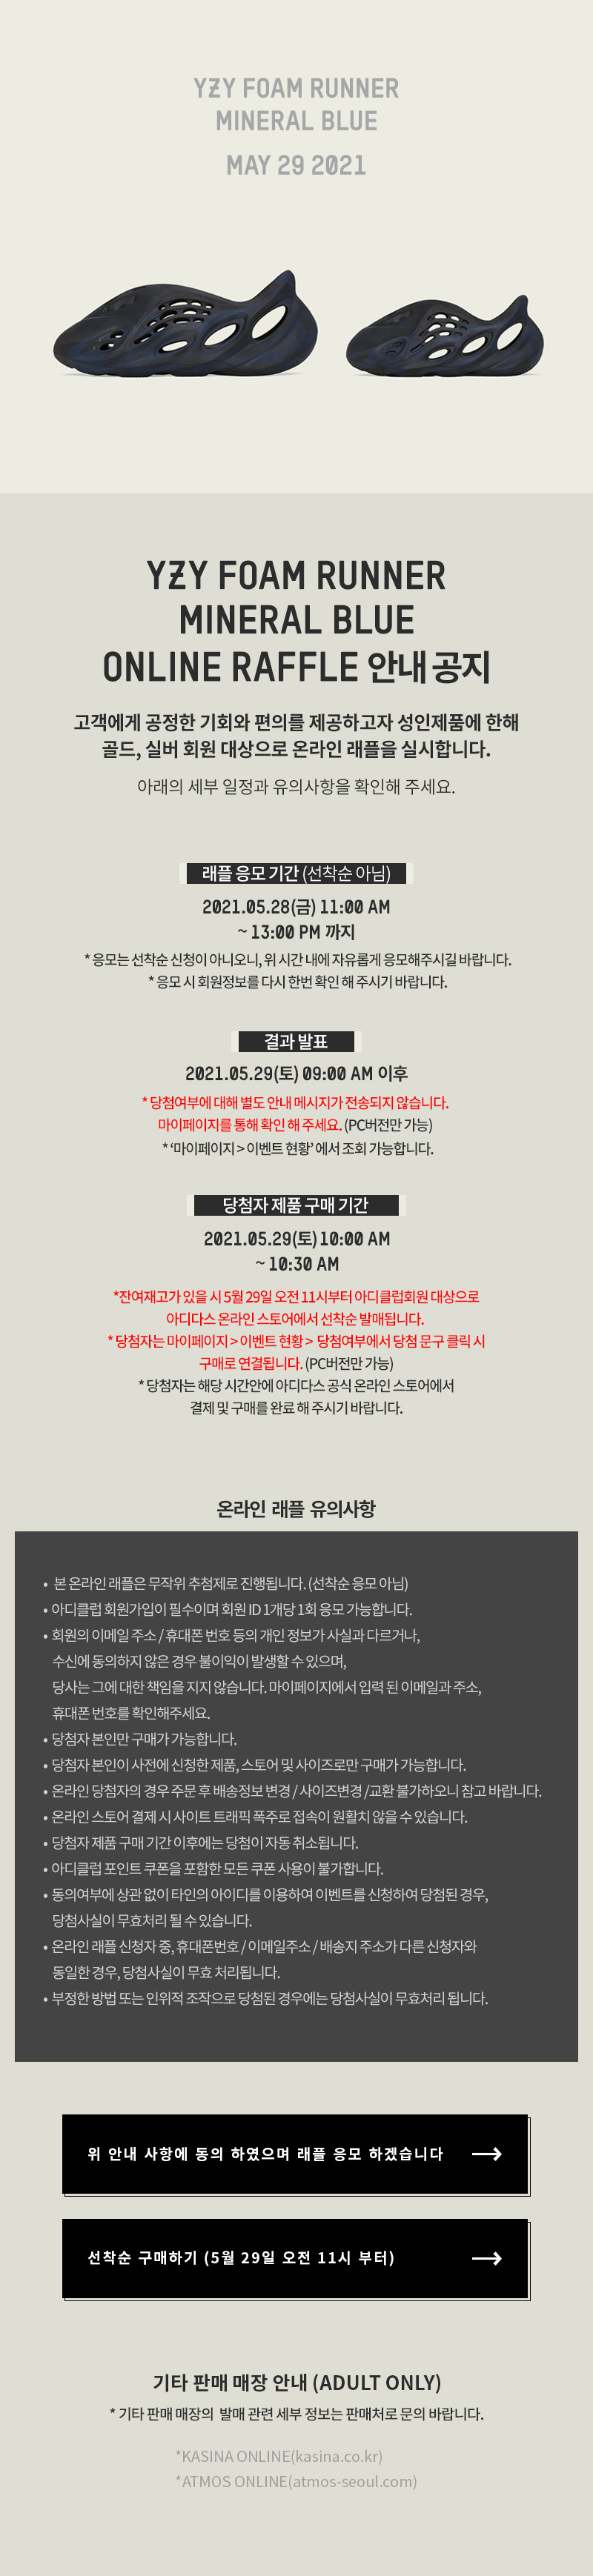 YZY FOAM RUNNER
MINERAL BLUE
MAY 29 2021
YZY FOAM RUNNER
MINERAL BLUE
ONLINE RAFFLE 안내 공지
고객에게 공정한 기회와 편의를 제공하고자 성인제품에 한해
골드, 실버 회원 대상으로 온라인 래플을 실시합니다.
아래의 세부 일정과 유의사항을 확인해 주세요.
래플 응모 기간 (선착순 아님)
2021.05.28(금) 11:00 AM
~ 13:00 PM 까지
* 응모는 선착순 신청이 아니오니, 위 시간 내에 자유롭게 응모해주시길 바랍니다.
* 응모 시 회원정보를 다시 한번 확인 해 주시기 바랍니다.
결과 발표
2021.05.29(토) 09:00 AM 이후
* 당첨여부에 대해 별도 안내 메시지가 전송되지 않습니다.
마이페이지를 통해 확인 해 주세요. (PC버전만 가능)
* ‘마이페이지 > 이벤트 현황’ 에서 조회 가능합니다.
당첨자 제품 구매 기간
2021.05.29(토) 10:00 AM
~ 10:30 AM
*잔여재고가 있을 시 5월 29일 오전 11시부터 아디클럽회원 대상으로
아디다스 온라인 스토어에서 선착순 발매됩니다.
* 당첨자는 마이페이지 > 이벤트 현황 > 당첨여부에서 당첨 문구 클릭 시
구매로 연결됩니다. (PC버전만 가능)
* 당첨자는 해당 시간안에 아디다스 공식 온라인 스토어에서
결제 및 구매를 완료 해 주시기 바랍니다.
온라인 래플 유의사항
• 본 온라인 래플은 무작위 추첨제로 진행됩니다. (선착순 응모 아님)
• 아디클럽 회원가입이 필수이며 회원 ID 1개당 1회 응모 가능합니다.
• 회원의 이메일 주소 / 휴대폰 번호 등의 개인 정보가 사실과 다르거나,
수신에 동의하지 않은 경우 불이익이 발생할 수 있으며,
당사는 그에 대한 책임을 지지 않습니다. 마이페이지에서 입력 된 이메일과 주소,
휴대폰 번호를 확인해주세요.
• 당첨자 본인만 구매가 가능합니다.
• 당첨자 본인이 사전에 신청한 제품, 스토어 및 사이즈로만 구매가 가능합니다.
• 온라인 당첨자의 경우 주문 후 배송정보 변경 / 사이즈변경 /교환 불가하오니 참고 바랍니다.
• 온라인 스토어 결제 시 사이트 트래픽 폭주로 접속이 원활치 않을 수 있습니다.
• 당첨자 제품 구매 기간 이후에는 당첨이 자동 취소됩니다.
• 아디클럽 포인트 쿠폰을 포함한 모든 쿠폰 사용이 불가합니다.
• 동의여부에 상관 없이 타인의 아이디를 이용하여 이벤트를 신청하여 당첨된 경우,
당첨사실이 무효처리 될 수 있습니다.
• 온라인 래플 신청자 중, 휴대폰번호 / 이메일주소 / 배송지 주소가 다른 신청자와
동일한 경우, 당첨사실이 무효 처리됩니다.
• 부정한 방법 또는 인위적 조작으로 당첨된 경우에는 당첨사실이 무효처리 됩니다.
위 안내 사항에 동의 하였으며 래플 응모 하겠습니다
선착순 구매하기 (5월 29일 오전 11시 부터)
기타 판매 매장 안내 (ADULT ONLY)
* 기타 판매 매장의 발매 관련 세부 정보는 판매처로 문의 바랍니다.
*KASINA ONLINE(kasina.co.kr)
*ATMOS ONLINE(atmos-seoul.com)